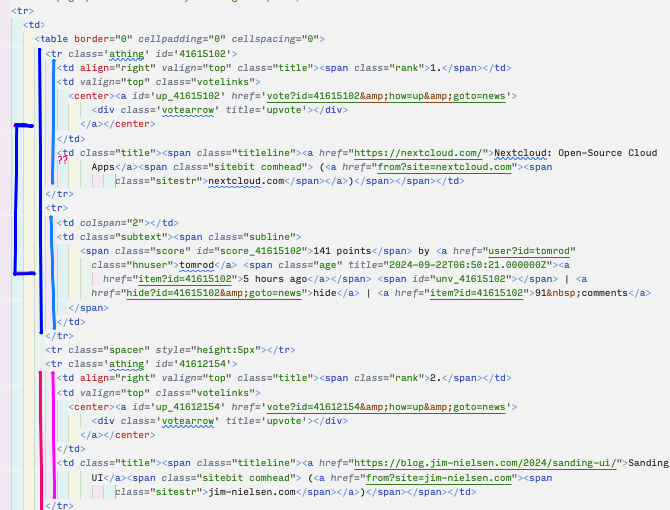 <tr>
<td>
<table border="0" cellpadding="0" cellspacing="0">
<tr class='athing' id='41615102'>
<td align="right" valign="top" class="title"><span class="rank">1.</span></td>
<td valign="top" class="votelinks">
<center><a id='up_41615102' href='vote?id=41615102&amp;how=up&amp;goto=news'>
<div class='votearrow' title='upvote'></div>
</a></center>
</td>
<td class="title"><span class="titleline"><a href="https://nextcloud.com/">Nextcloud: Open-Source Cloud
??
Apps</a><span class="sitebit comhead"> (<a href="from?site=nextcloud.com"><span
class="sitestr">nextcloud.com</span></a>)</span></span></td>
</tr>
<tr>
<td colspan="2"></td>
<td class="subtext"><span class="subline">
<span class="score" id="score_41615102">141 points</span> by <a href="user?id=tomrod"
class="hnuser">tomrod</a> <span class="age" title="2024-09-22T06:50:21.000000Z"><a
href="item?id=41615102">5 hours ago</a></span> <span id="unv_41615102"></span> | <a
href="hide?id=41615102&amp;goto=news">hide</a> | <a href="item?id=41615102">91&nbsp;comments</a>
</span>
</td>
</tr>
<tr class="spacer" style="height:5px"></tr>
<tr class='athing' id='41612154'>
<td align="right" valign="top" class="title"><span class="rank">2.</span></td>
<td valign="top" class="votelinks">
<center><a id='up_41612154' href='vote?id=41612154&amp;how=up&amp;goto=news'>
<div class='votearrow' title='upvote'></div>
</a></center>
</td>
<td class="title"><span class="titleline"><a href="https://blog.jim-nielsen.com/2024/sanding-ui/">Sanding
UI</a><span class="sitebit comhead"> (<a href="from?site=jim-nielsen.com"><span
class="sitestr">jim-nielsen.com</span></a>)</span></span></td>
</tr>